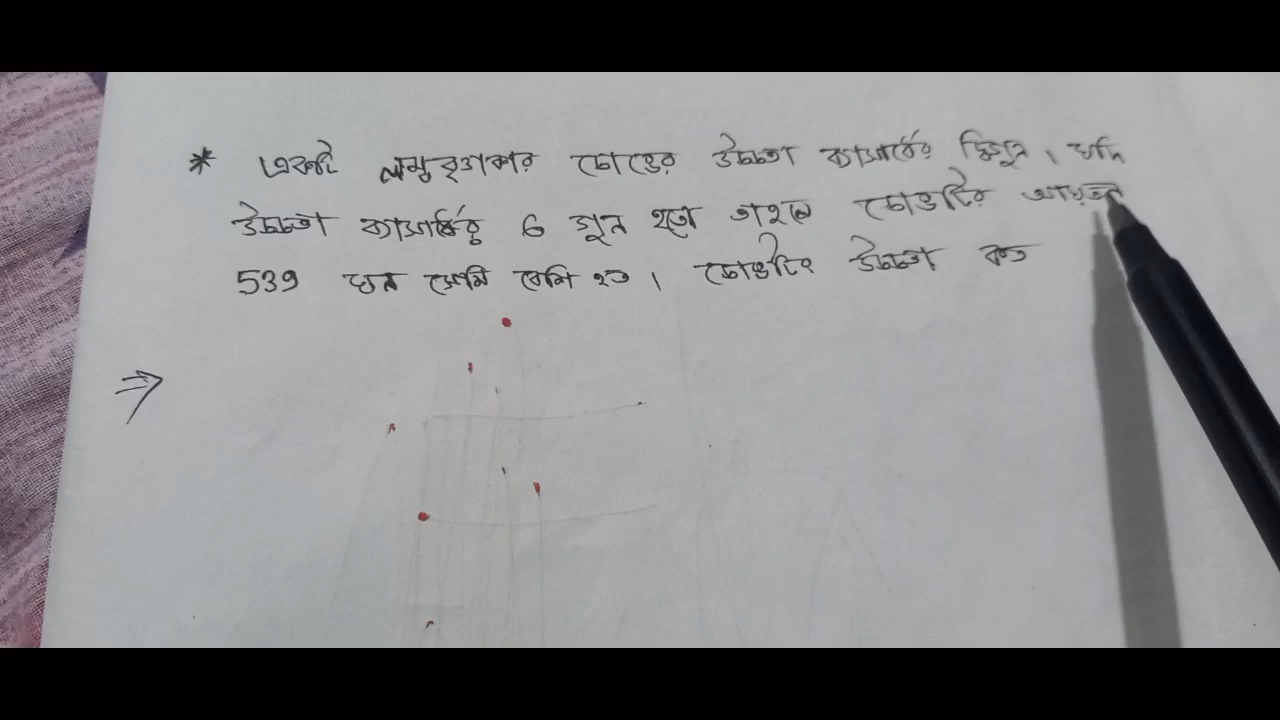 * একটি লম্ববৃত্তাকার চোঙের উচ্চতা ব্যাসার্ধের দ্বিগুন । যদি
উচ্চতা ব্যাসার্ধের 6 গুন হতো তাহলে চোঙটির আয়তন
539 ঘন সেমি বেশি হত । চোঙটির উচ্চতা কত
⇒